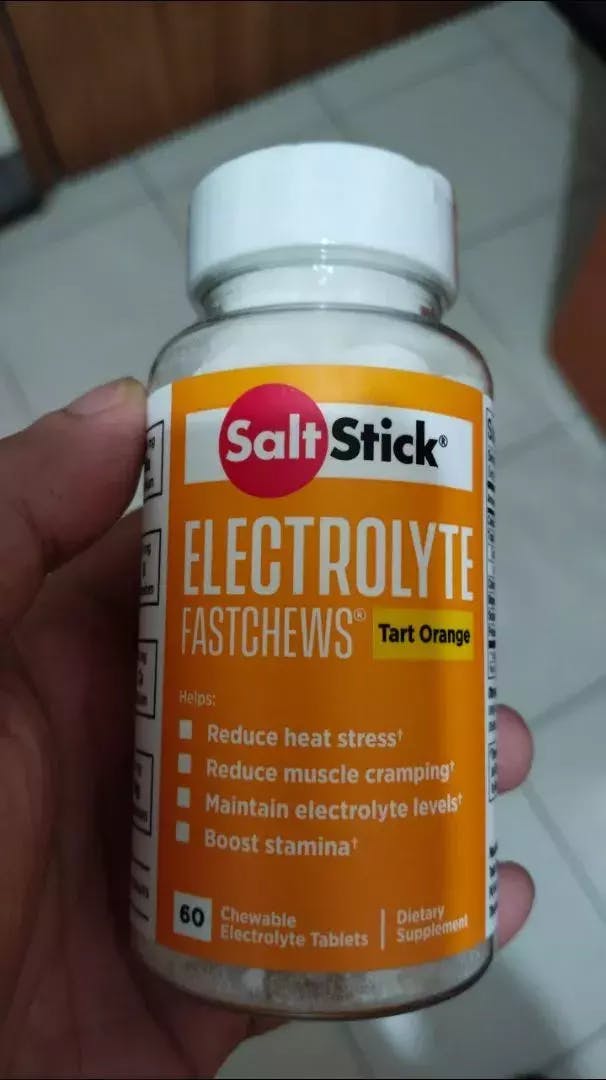 SaltStick®
ELECTROLYTE
FASTCHEWS®
Tart Orange
Helps:
Reduce heat stress†
Reduce muscle cramping†
Maintain electrolyte levels†
Boost stamina†
60
Chewable
Electrolyte Tablets
Dietary
Supplement